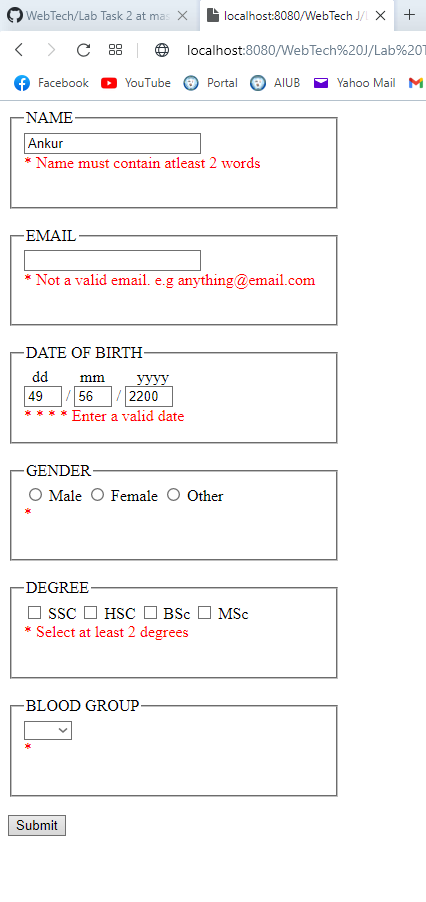 WebTech/Lab Task 2 at mas
localhost:8080/WebTech J/L
localhost:8080/WebTech%20J/Lab%20T
Facebook YouTube Portal AIUB Yahoo Mail
NAME
Ankur
* Name must contain atleast 2 words
EMAIL
* Not a valid email. e.g anything@email.com
DATE OF BIRTH
dd mm yyyy
49 / 56 / 2200
* * * * Enter a valid date
GENDER
Male Female Other
*
DEGREE
SSC HSC BSc MSc
* Select at least 2 degrees
BLOOD GROUP
*
Submit